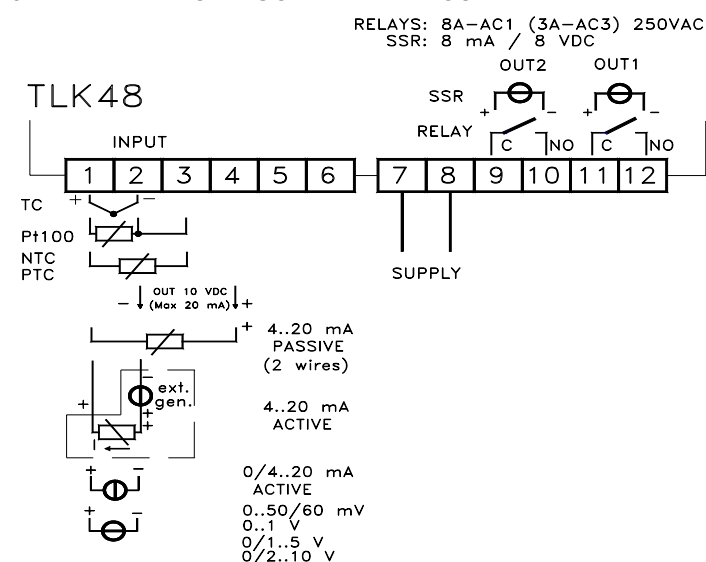 RELAYS: 8A-AC1 (3A-AC3) 250VAC
SSR: 8 mA / 8 VDC
OUT2 OUT1
TLK48
SSR + - + -
INPUT
RELAY C NO C NO
1 2 3 4 5 6 7 8 9 10 11 12
TC + -
Pt100
NTC
PTC
SUPPLY
OUT 10 VDC
- (Max 20 mA) +
+ 4..20 mA
PASSIVE
(2 wires)
- ext.
+ gen.
+
+ 4..20 mA
ACTIVE
I
+ - 0/4..20 mA
ACTIVE
+ - 0..50/60 mV
0..1 V
0/1..5 V
0/2..10 V